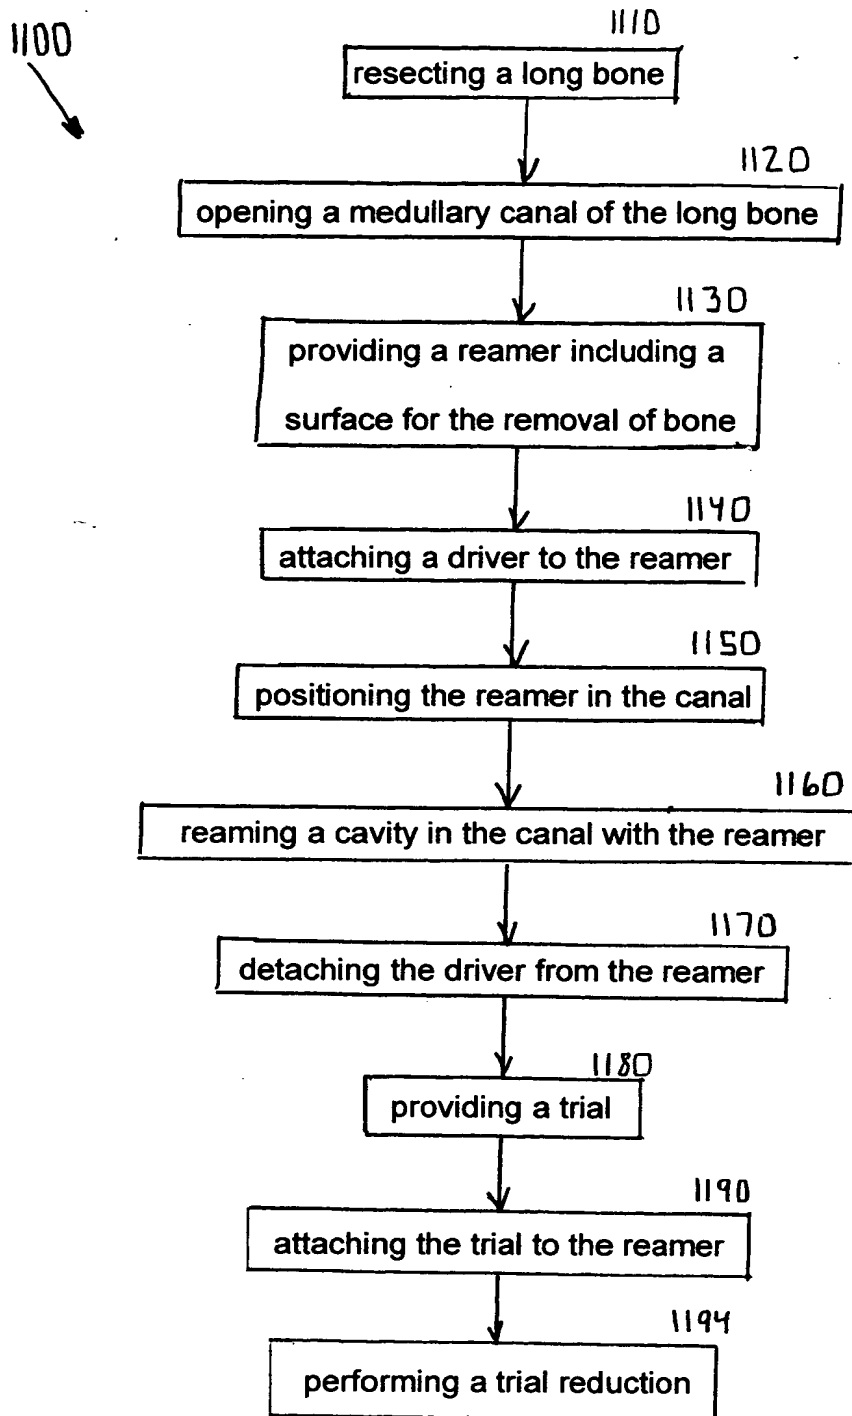 1100
1110
resecting a long bone
1120
opening a medullary canal of the long bone
1130
providing a reamer including a
surface for the removal of bone
1140
attaching a driver to the reamer
1150
positioning the reamer in the canal
1160
reaming a cavity in the canal with the reamer
1170
detaching the driver from the reamer
1180
providing a trial
1190
attaching the trial to the reamer
1194
performing a trial reduction